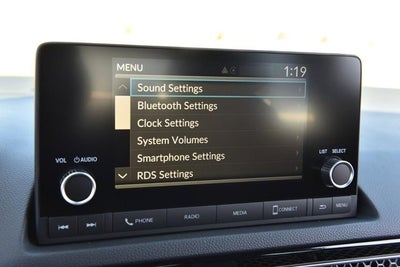 MENU 1:19
Sound Settings
Bluetooth Settings
Clock Settings
System Volumes
Smartphone Settings
RDS Settings
VOL AUDIO
LIST SELECT
PHONE RADIO MEDIA CONNECT MENU